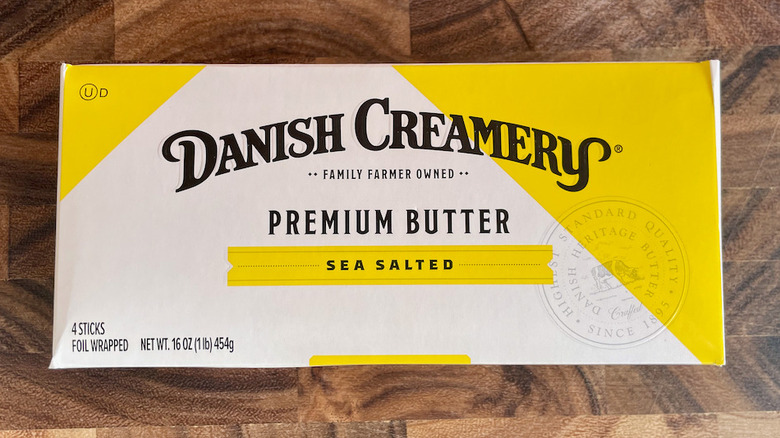 Ⓤ D
DANISH CREAMERY®
•• FAMILY FARMER OWNED ••
PREMIUM BUTTER
SEA SALTED
HIGHEST STANDARD QUALITY
DANISH HERITAGE BUTTER
Crafted
• SINCE 1895 •
4 STICKS
FOIL WRAPPED NET WT. 16 OZ (1 lb) 454g